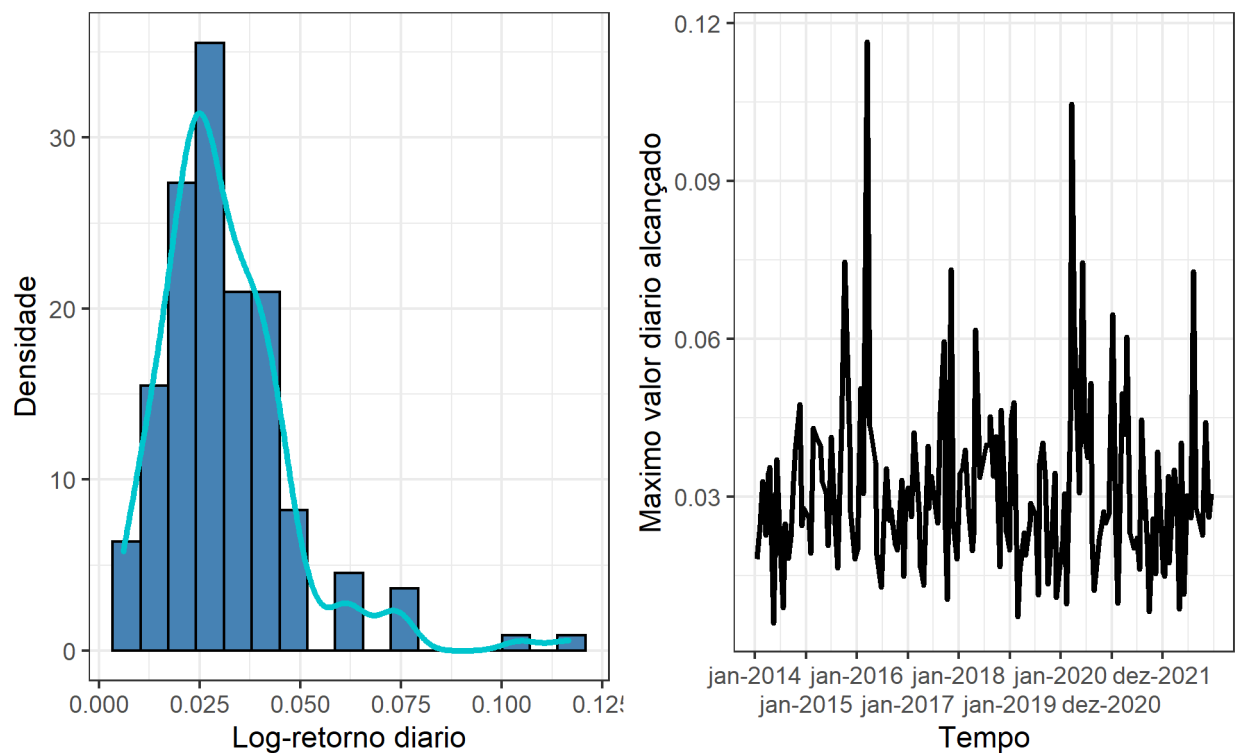 Densidade
30
20
10
0
0.000
0.025
0.050
0.075
0.100
0.125
Log-retorno diario
Maximo valor diario alcançado
0.12
0.09
0.06
0.03
jan-2014
jan-2015
jan-2016
jan-2017
jan-2018
jan-2019
jan-2020
dez-2020
dez-2021
Tempo